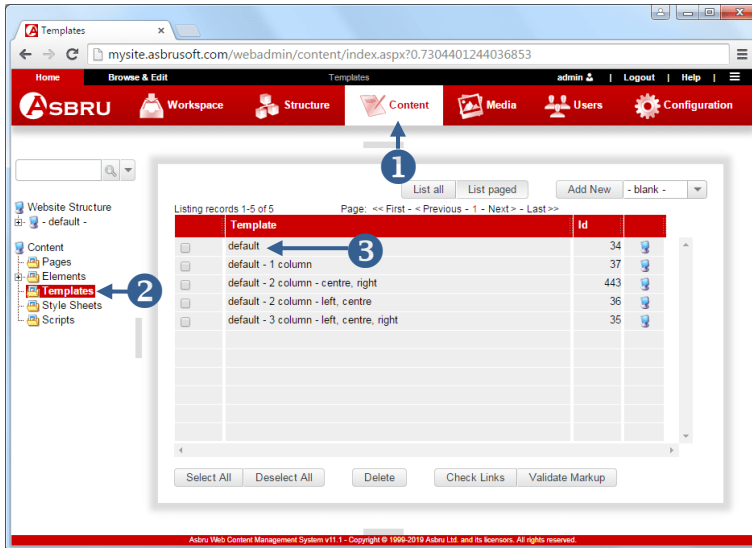 Templates
mysite.asbrusoft.com/webadmin/content/index.aspx?0.7304401244036853
Home Browse & Edit Templates admin | Logout | Help |
ASBRU Workspace Structure Content Media Users Configuration
1
List all List paged Add New - blank -
Website Structure
- default -
Listing records 1-5 of 5 Page: << First - < Previous - 1 - Next > - Last >>
Template Id
Content
Pages
Elements
Templates
Style Sheets
Scripts
2
default 34
3
default - 1 column 37
default - 2 column - centre, right 443
default - 2 column - left, centre 36
default - 3 column - left, centre, right 35
Select All Deselect All Delete Check Links Validate Markup
Asbru Web Content Management System v11.1 - Copyright © 1999-2019 Asbru Ltd. and its licensors. All rights reserved.